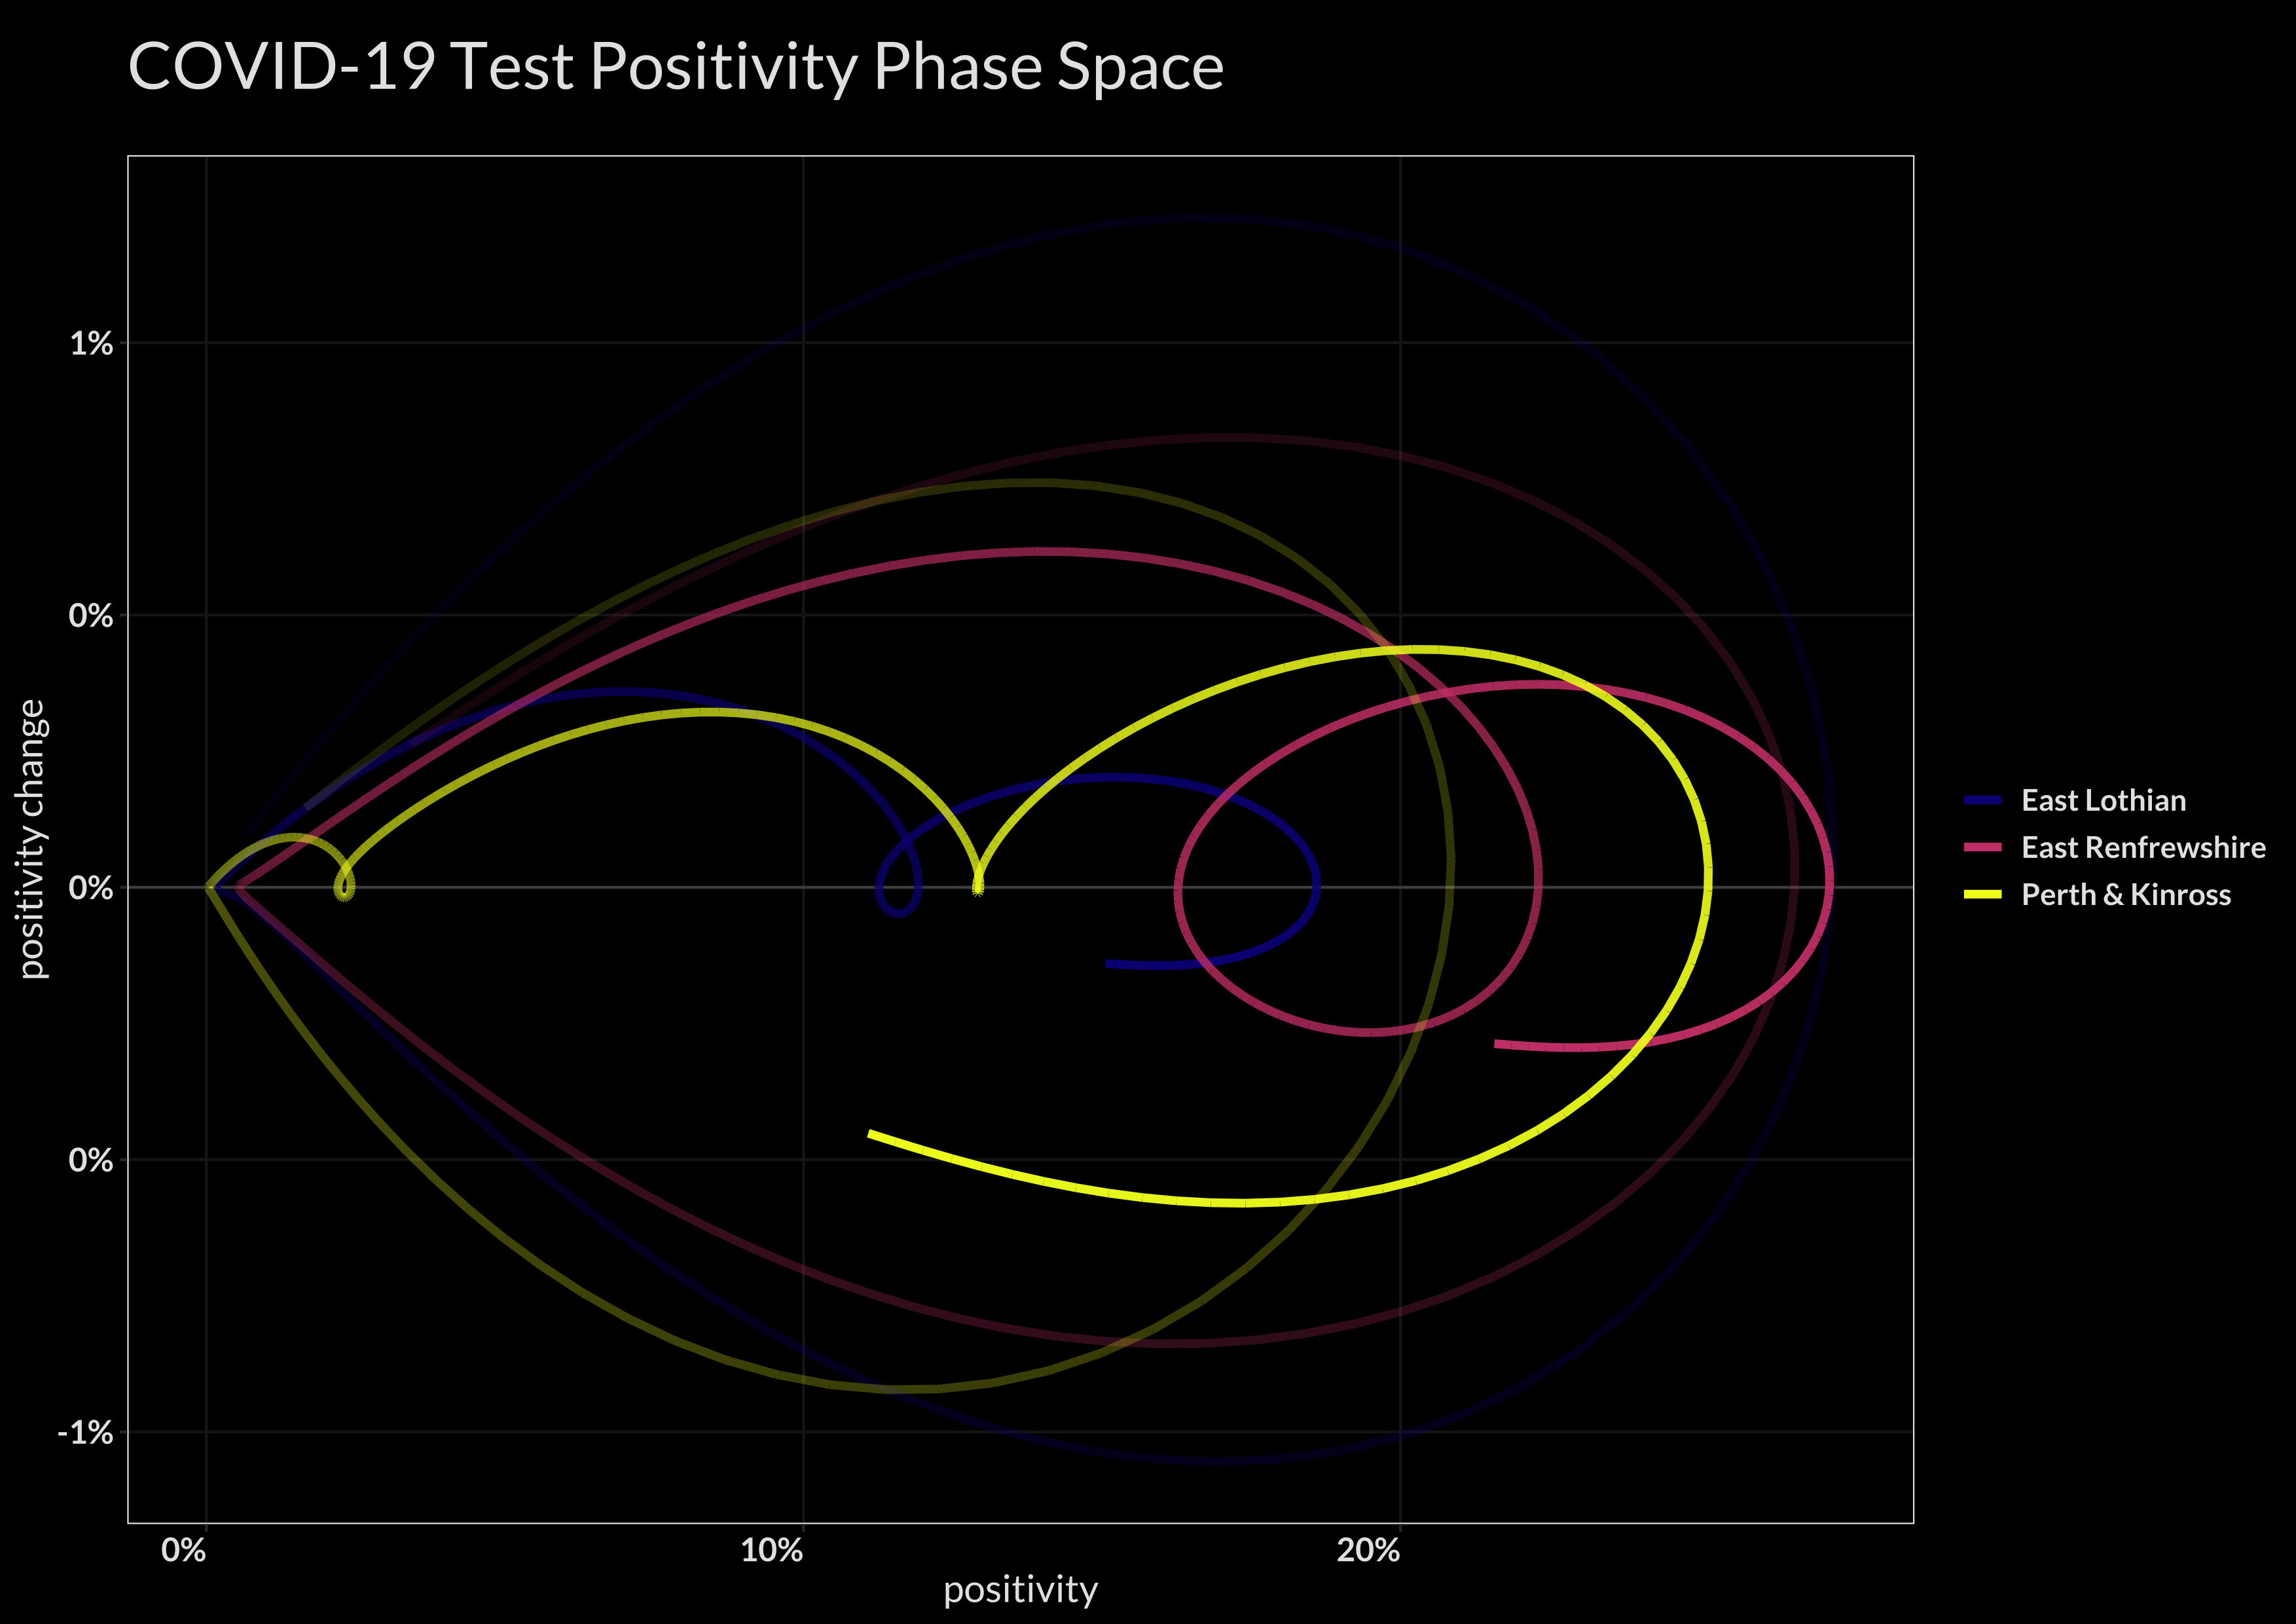 COVID-19 Test Positivity Phase Space
positivity change
1%
0%
0%
0%
-1%
0%
10%
20%
positivity
East Lothian
East Renfrewshire
Perth & Kinross